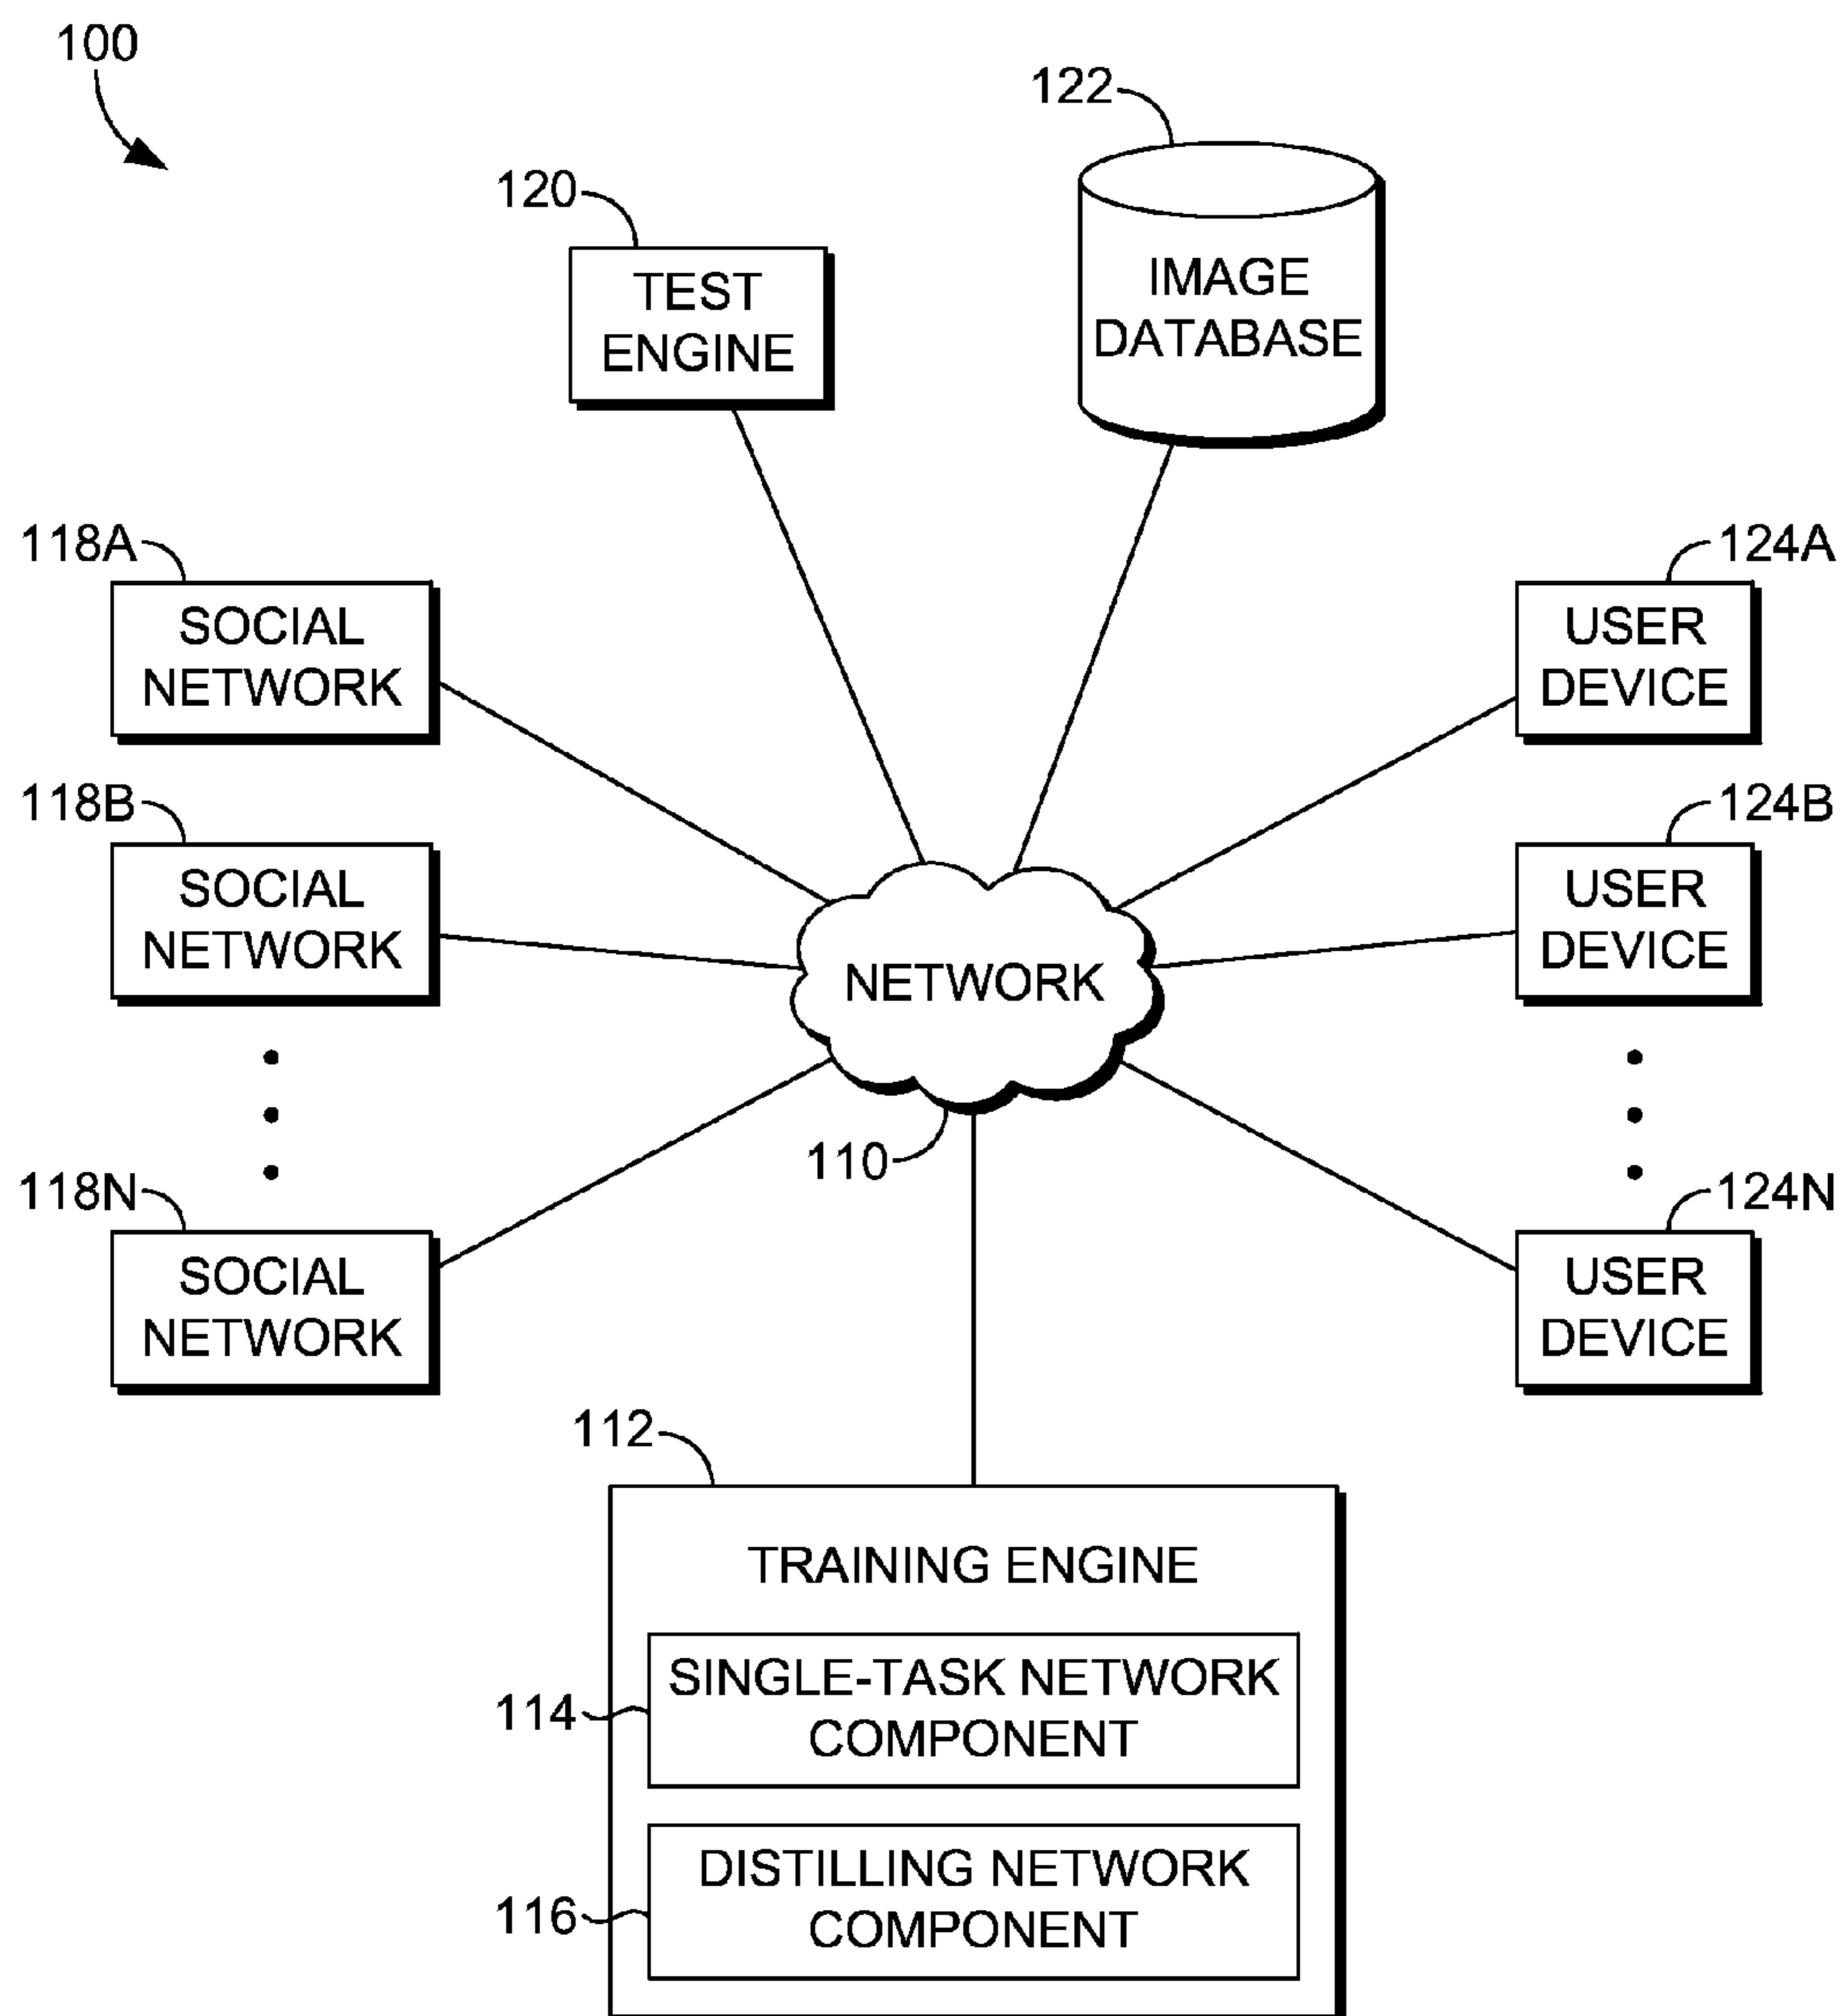 100
122
120
TEST
ENGINE
IMAGE
DATABASE
118A
SOCIAL
NETWORK
124A
USER
DEVICE
118B
SOCIAL
NETWORK
124B
USER
DEVICE
NETWORK
110
118N
SOCIAL
NETWORK
124N
USER
DEVICE
112
TRAINING ENGINE
114
SINGLE-TASK NETWORK
COMPONENT
116
DISTILLING NETWORK
COMPONENT